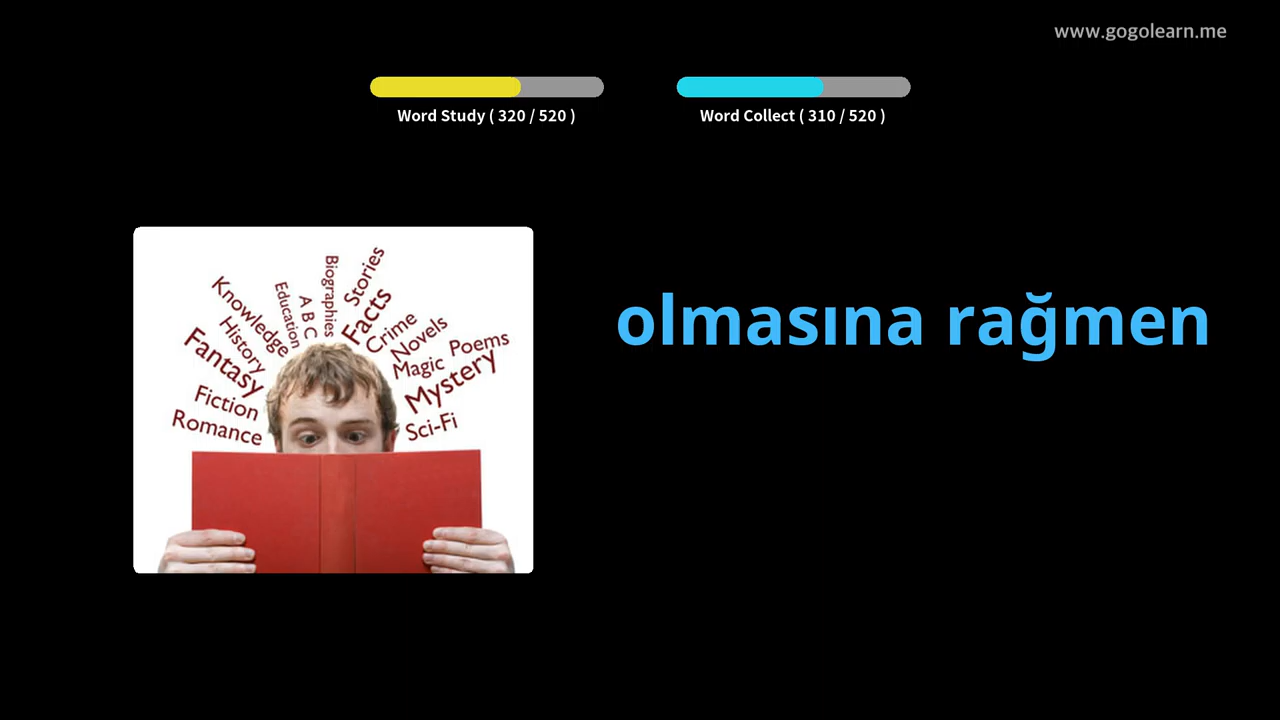 www.gogolearn.me
Word Study ( 320 / 520 )
Word Collect ( 310 / 520 )
olmasına rağmen
Knowledge
History
Fantasy
Fiction
Romance
Education
A B C
Biographies
Stories
Facts
Crime
Novels
Magic
Poems
Mystery
Sci-Fi